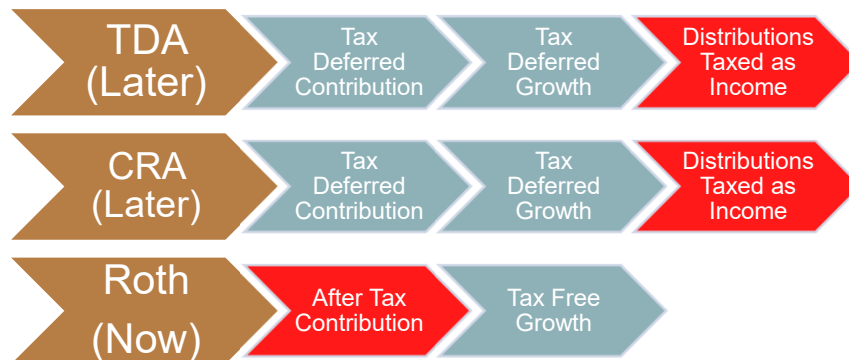 TDA
(Later)
Tax
Deferred
Contribution
Tax
Deferred
Growth
Distributions
Taxed as
Income
CRA
(Later)
Tax
Deferred
Contribution
Tax
Deferred
Growth
Distributions
Taxed as
Income
Roth
(Now)
After Tax
Contribution
Tax Free
Growth